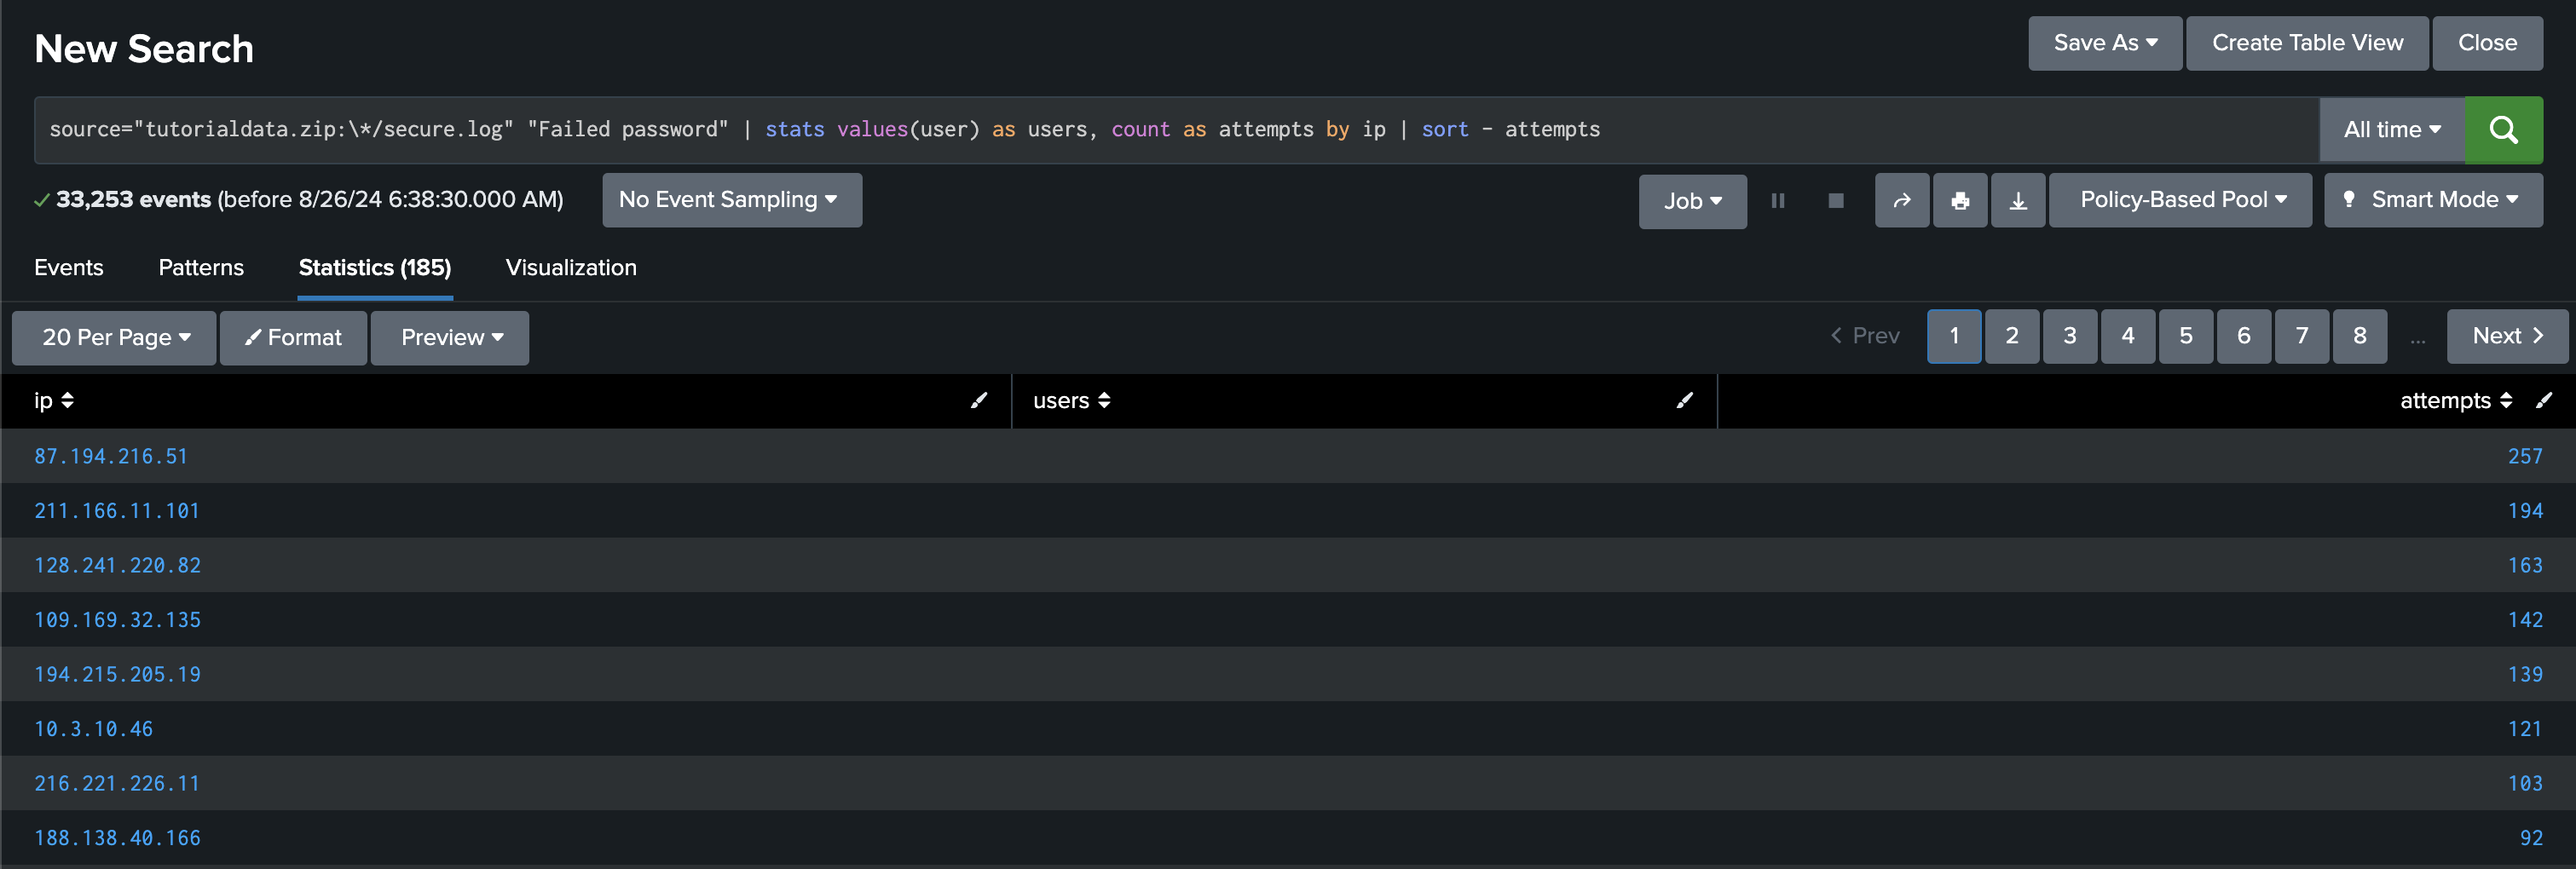 New Search
Save As
Create Table View
Close
source="tutorialdata.zip:\*/secure.log" "Failed password" | stats values(user) as users, count as attempts by ip | sort - attempts
All time
33,253 events (before 8/26/24 6:38:30.000 AM)
No Event Sampling
Job
Policy-Based Pool
Smart Mode
Events
Patterns
Statistics (185)
Visualization
20 Per Page
Format
Preview
< Prev 1 2 3 4 5 6 7 8 ... Next >
ip users attempts
87.194.216.51 257
211.166.11.101 194
128.241.220.82 163
109.169.32.135 142
194.215.205.19 139
10.3.10.46 121
216.221.226.11 103
188.138.40.166 92